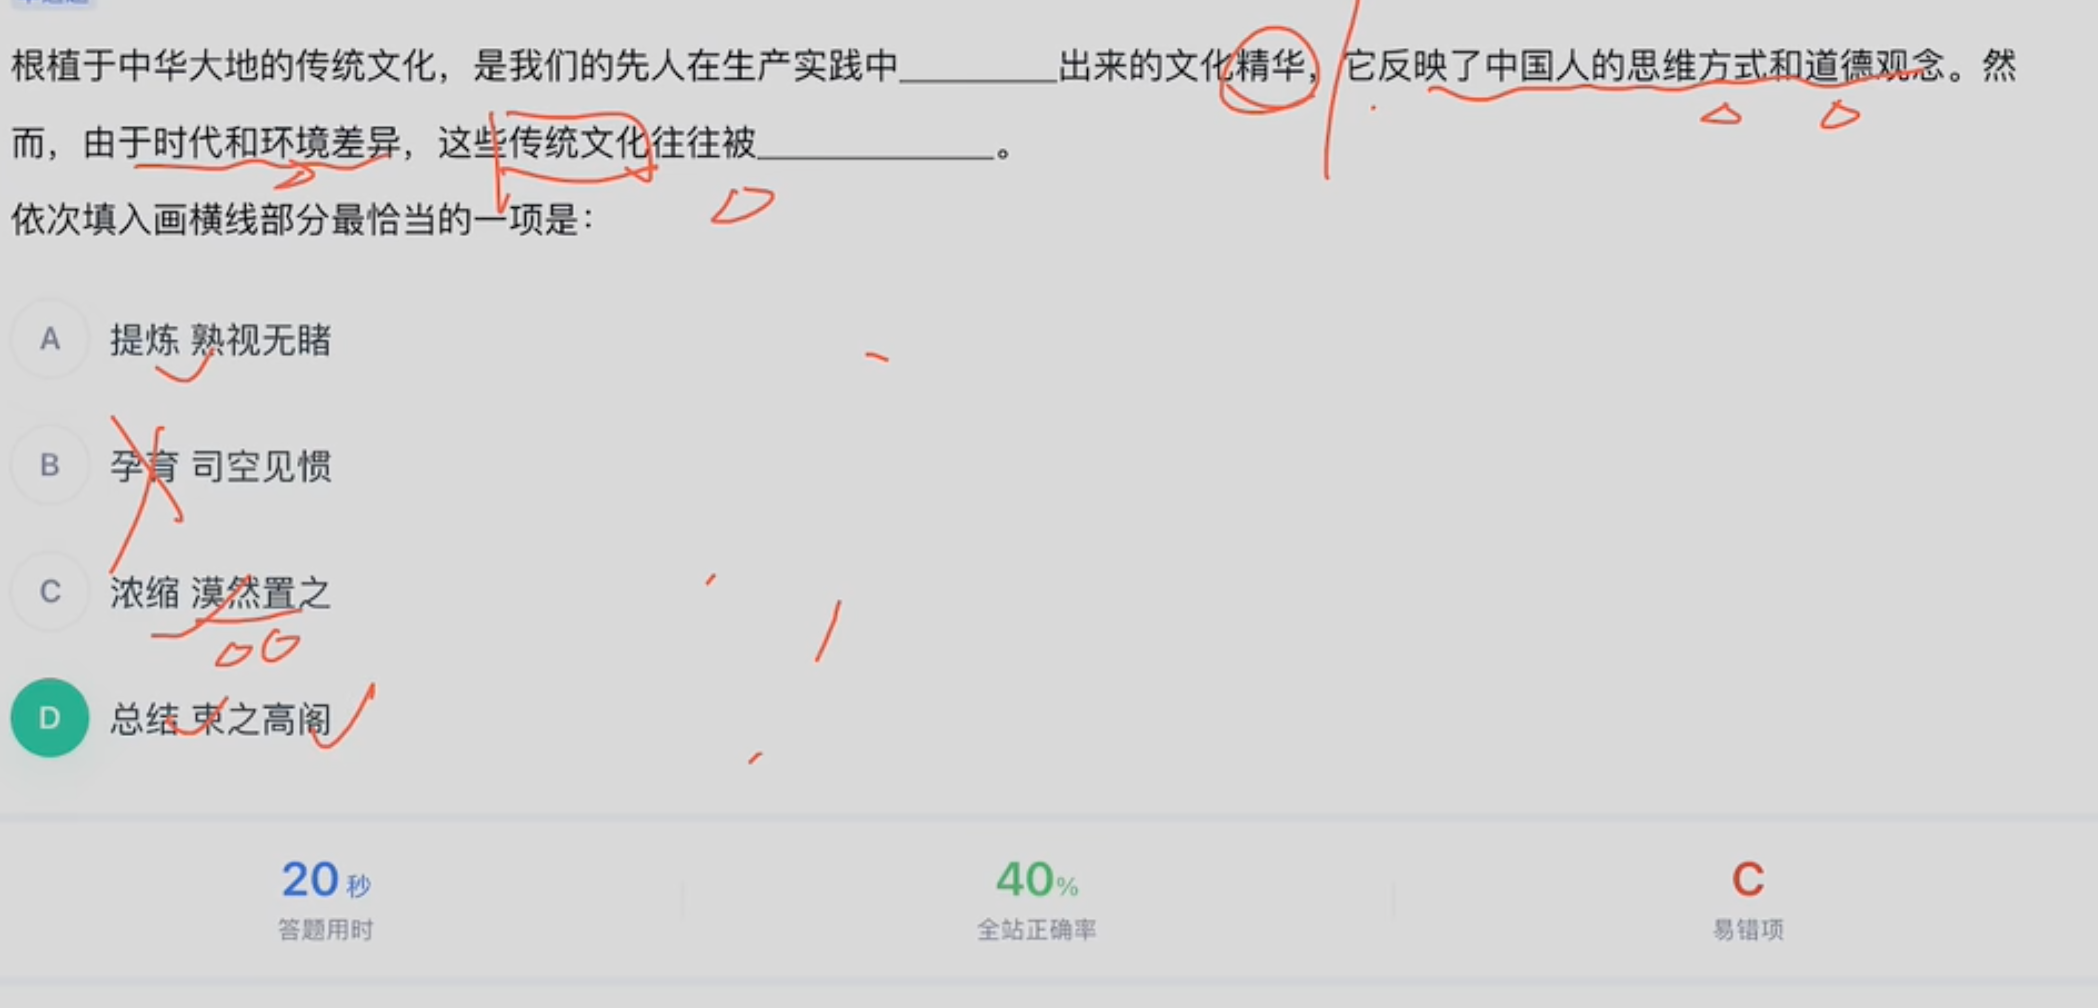 根植于中华大地的传统文化，是我们的先人在生产实践中_________出来的文化精华，它反映了中国人的思维方式和道德观念。然
而，由于时代和环境差异，这些传统文化往往被_____________。
依次填入画横线部分最恰当的一项是：
A 提炼 熟视无睹
B 孕育 司空见惯
C 浓缩 漠然置之
D 总结 束之高阁
20秒 40% C
答题用时 全站正确率 易错项